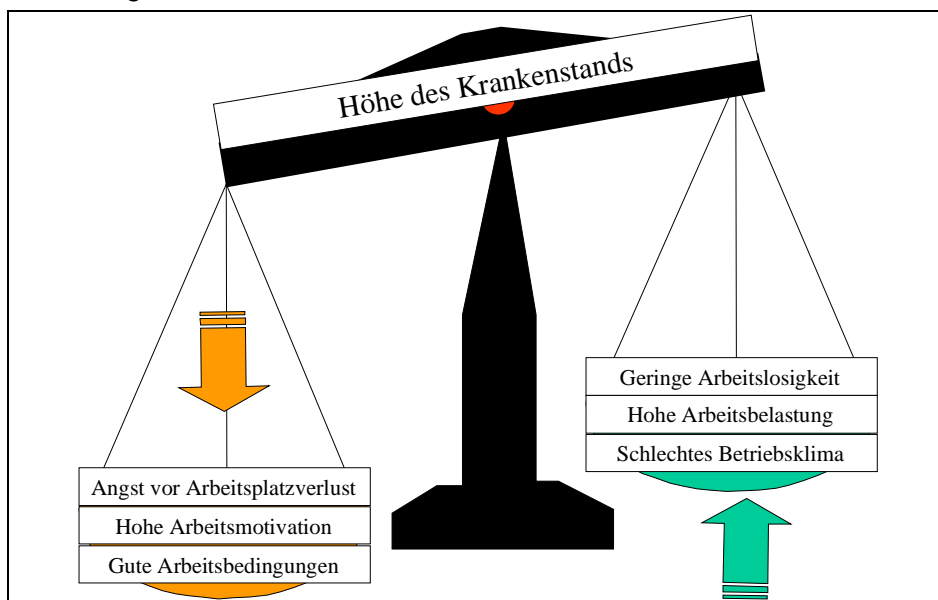 Höhe des Krankenstands
Geringe Arbeitslosigkeit
Hohe Arbeitsbelastung
Schlechtes Betriebsklima
Angst vor Arbeitsplatzverlust
Hohe Arbeitsmotivation
Gute Arbeitsbedingungen